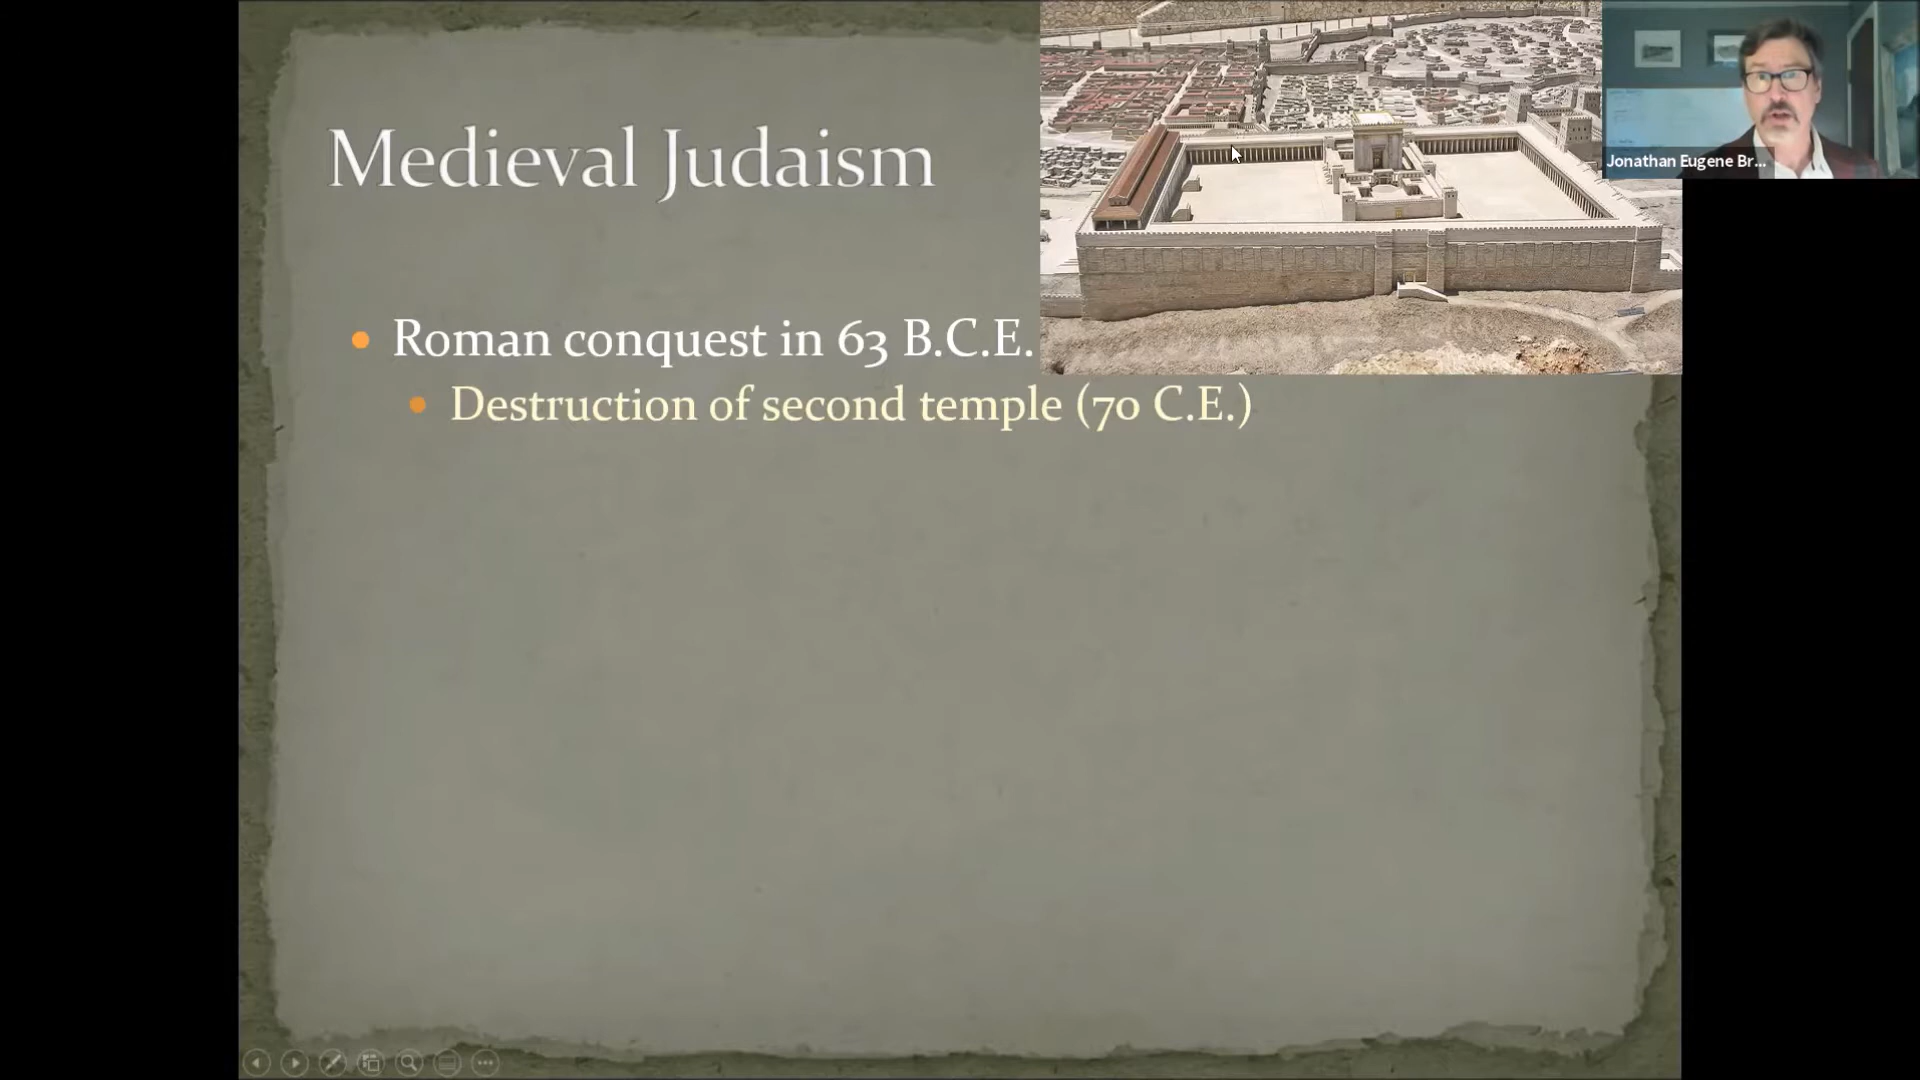 Medieval Judaism
Jonathan Eugene Br...
Roman conquest in 63 B.C.E.
Destruction of second temple (70 C.E.)